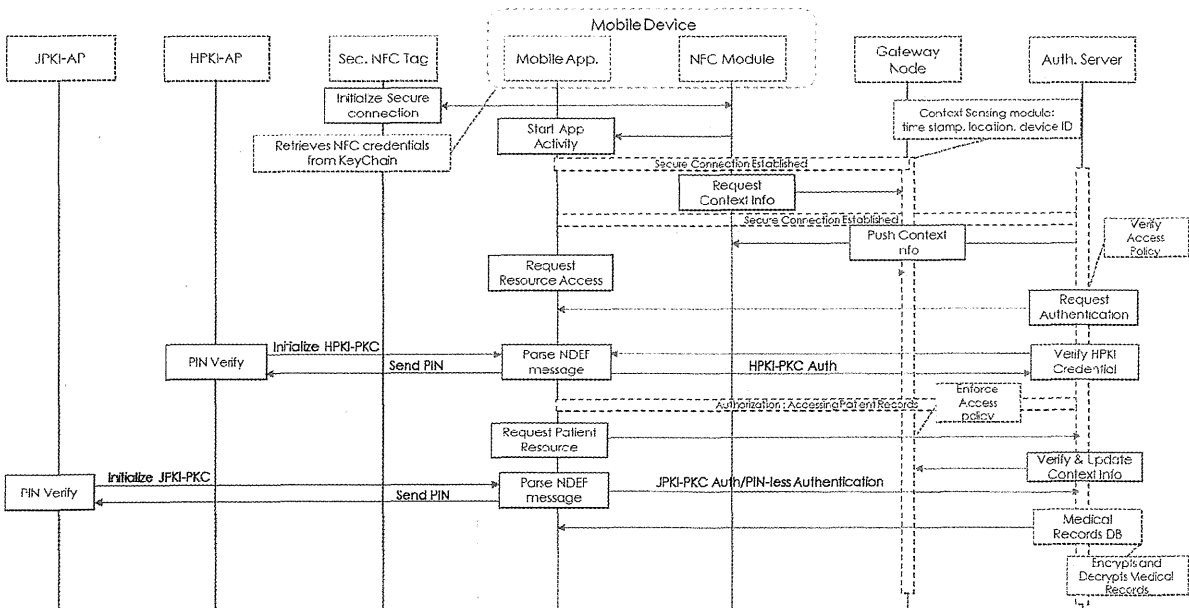 Mobile Device
JPKI-AP
HPKI-AP
Sec. NFC Tag
Mobile App.
NFC Module
Gateway
Node
Auth. Server
Initialize Secure
connection
Context Sensing module:
time stamp, location, device ID
Start App
Activity
Retrieves NFC credentials
from KeyChain
Secure Connection Established
Request
Context Info
Secure Connection Established
Push Context
nfo
Verify
Access
Policy
Request
Resource Access
Request
Authentication
Initialize HPKI-PKC
PIN Verify
Send PIN
Parse NDEF
message
HPKI-PKC Auth
Verify HPKI
Credential
Enforce
Access
policy
Authorization : Accessing Patient Records
Request Patient
Resource
Verify & Update
Context Info
Initialize JPKI-PKC
PIN Verify
Send PIN
Parse NDEF
message
JPKI-PKC Auth/PIN-less Authentication
Medical
Records DB
Encrypts and
Decrypts Medical
Records